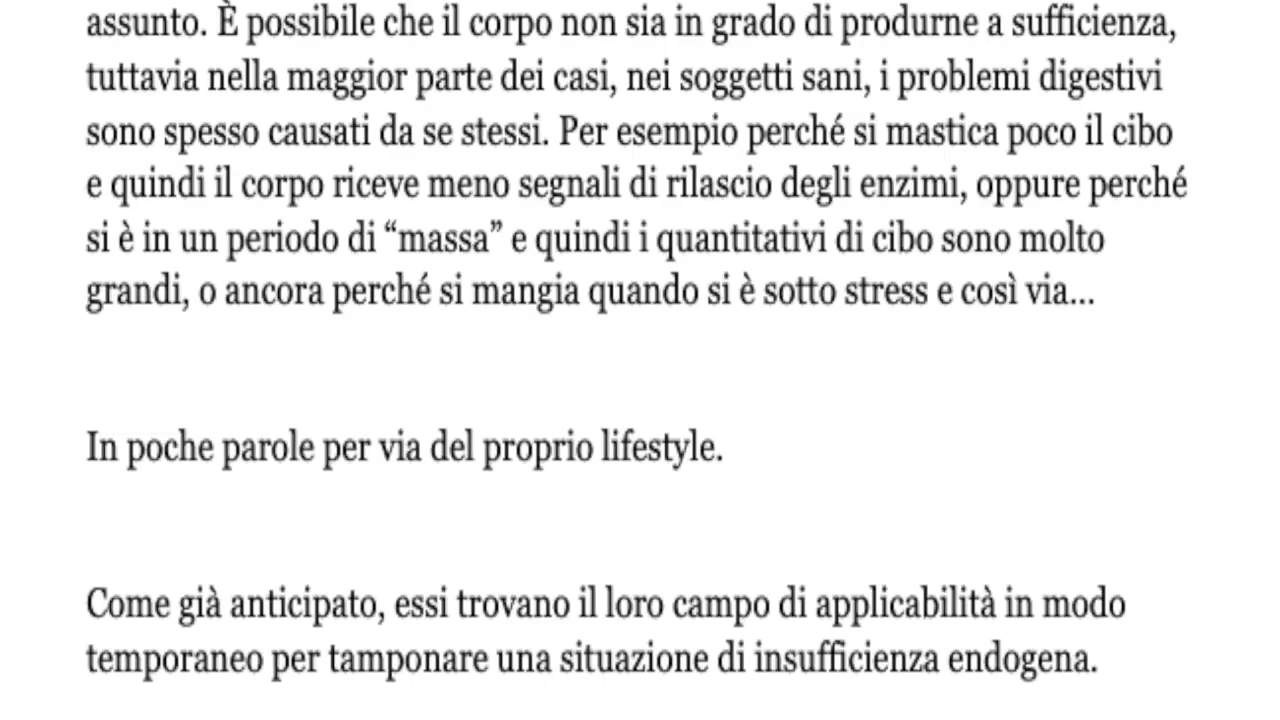 assunto. È possibile che il corpo non sia in grado di produrne a sufficienza,
tuttavia nella maggior parte dei casi, nei soggetti sani, i problemi digestivi
sono spesso causati da se stessi. Per esempio perché si mastica poco il cibo
e quindi il corpo riceve meno segnali di rilascio degli enzimi, oppure perché
si è in un periodo di “massa” e quindi i quantitativi di cibo sono molto
grandi, o ancora perché si mangia quando si è sotto stress e così via...
In poche parole per via del proprio lifestyle.
Come già anticipato, essi trovano il loro campo di applicabilità in modo
temporaneo per tamponare una situazione di insufficienza endogena.